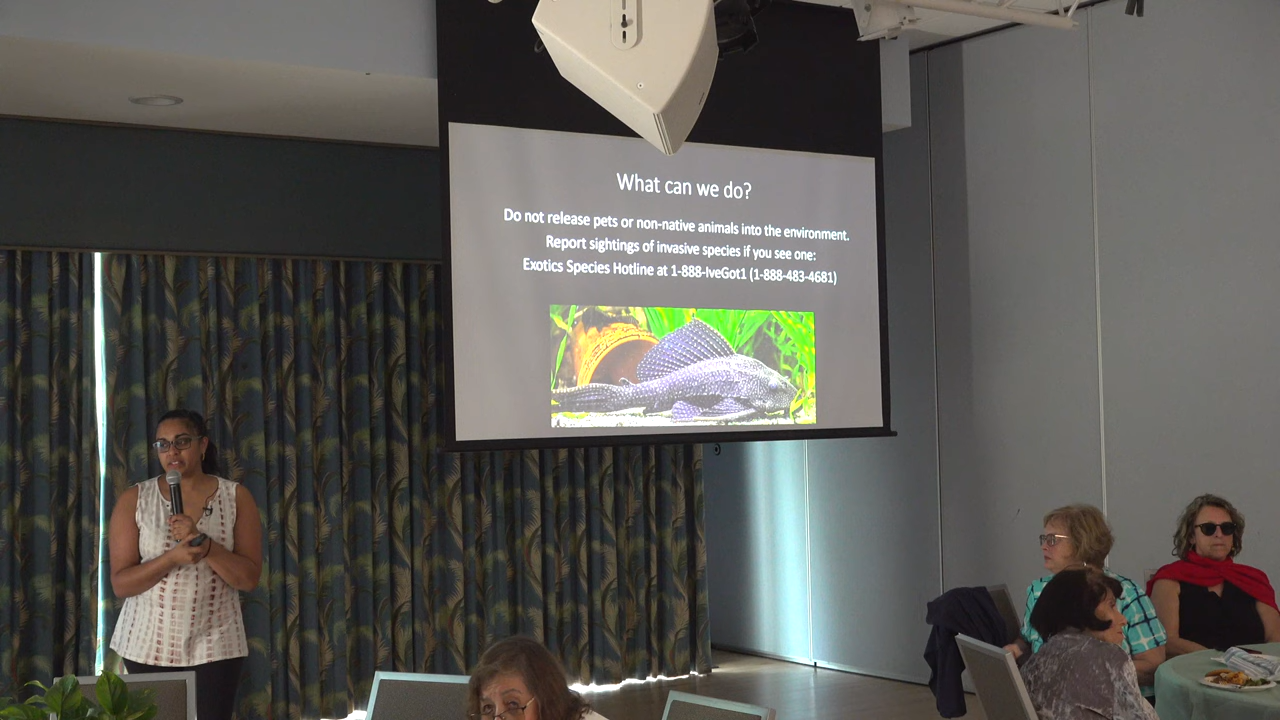 What can we do?
Do not release pets or non-native animals into the environment.
Report sightings of invasive species if you see one:
Exotics Species Hotline at 1-888-IveGot1 (1-888-483-4681)